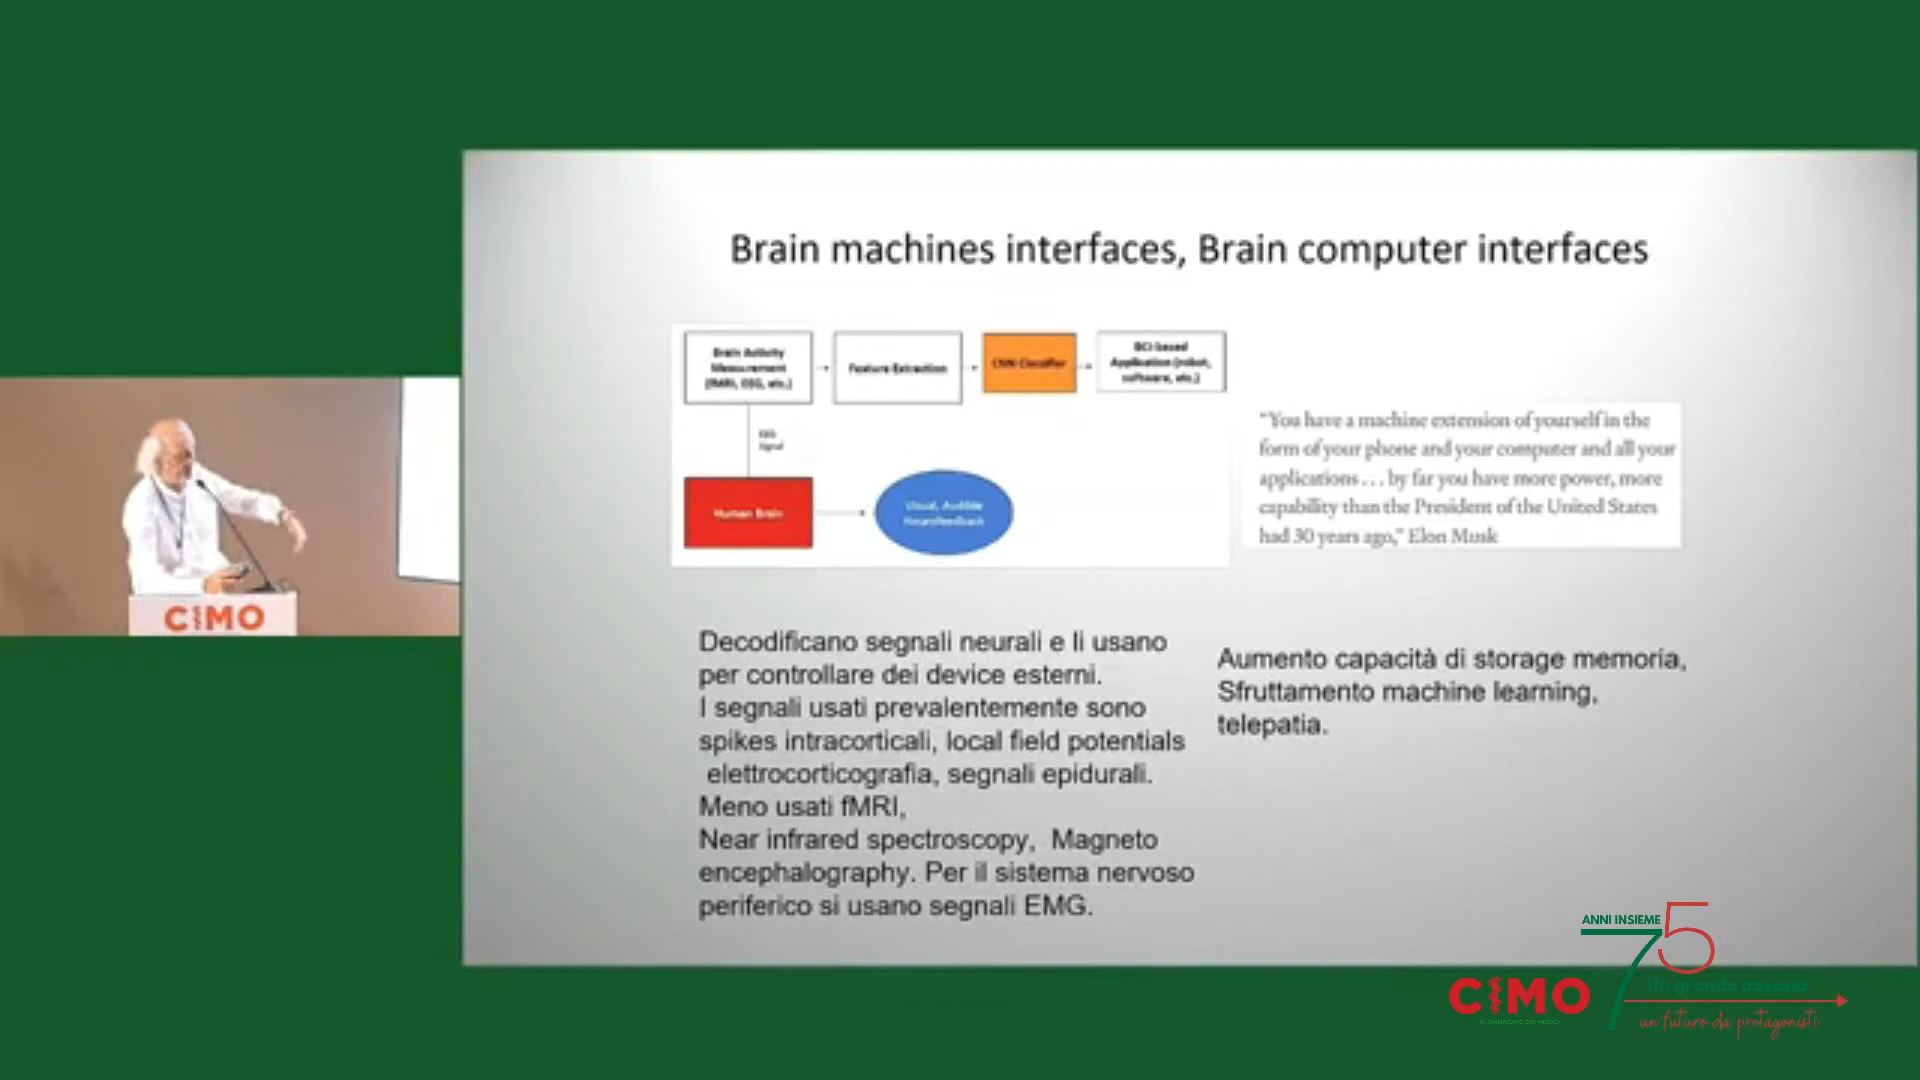 Brain machines interfaces, Brain computer interfaces
Brain Activity
Measurement
(fMRI, EEG, etc.)
Feature Extraction
CNN Classifier
BCI-based
Application (robot,
software, etc.)
EEG
Signal
Human Brain
Visual, Audible
Neurofeedback
"You have a machine extension of yourself in the
form of your phone and your computer and all your
applications . . . by far you have more power, more
capability than the President of the United States
had 30 years ago," Elon Musk
Decodificano segnali neurali e li usano
per controllare dei device esterni.
I segnali usati prevalentemente sono
spikes intracorticali, local field potentials
elettrocorticografia, segnali epidurali.
Meno usati fMRI,
Near infrared spectroscopy, Magneto
encephalography. Per il sistema nervoso
periferico si usano segnali EMG.
Aumento capacità di storage memoria,
Sfruttamento machine learning,
telepatia.
CIMO
ANNI INSIEME
75
CIMO
IL SINDACATO DEI MEDICI
Un grande passato
un futuro da protagonisti